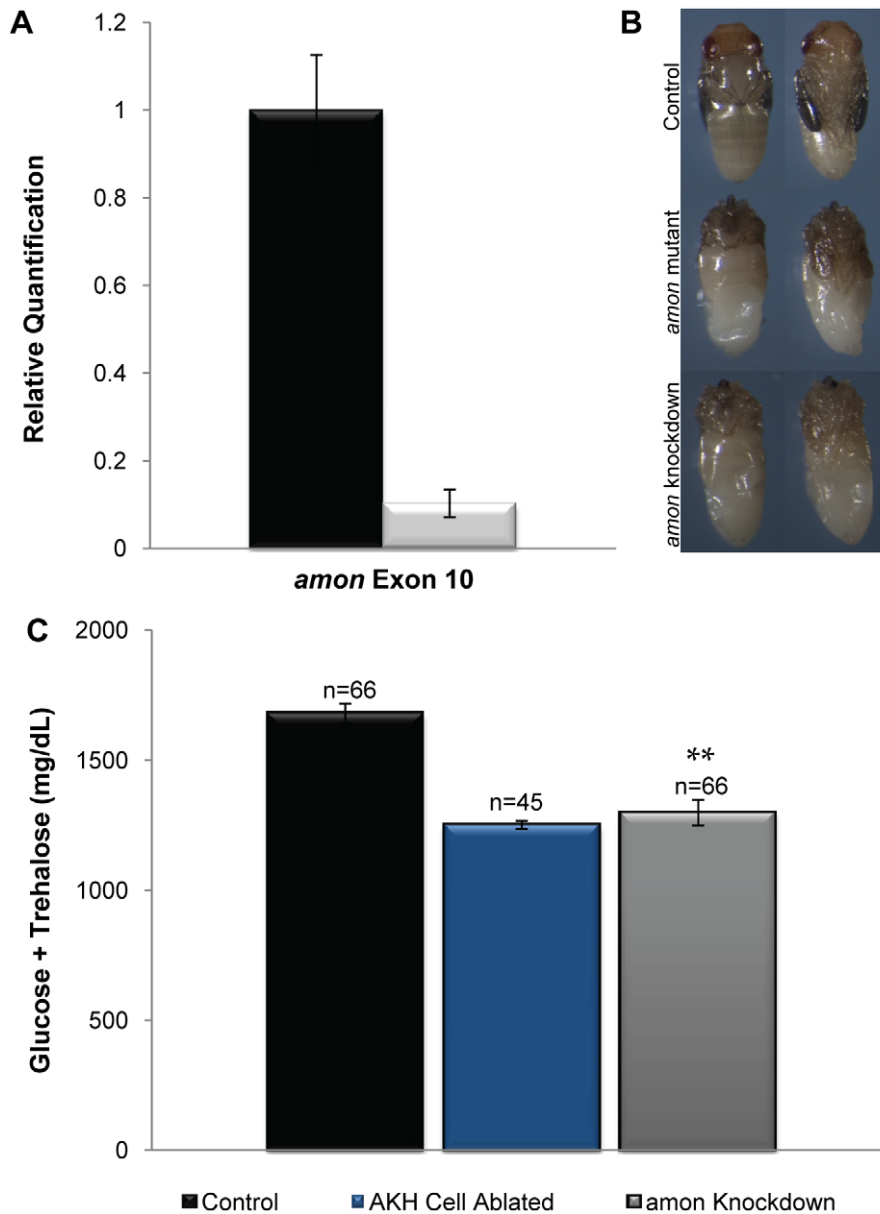 A
Relative Quantification
1.2
1
0.8
0.6
0.4
0.2
0
amon Exon 10
B
Control
amon mutant
amon knockdown
C
Glucose + Trehalose (mg/dL)
2000
1500
1000
500
0
n=66
n=45
**
n=66
Control
AKH Cell Ablated
amon Knockdown